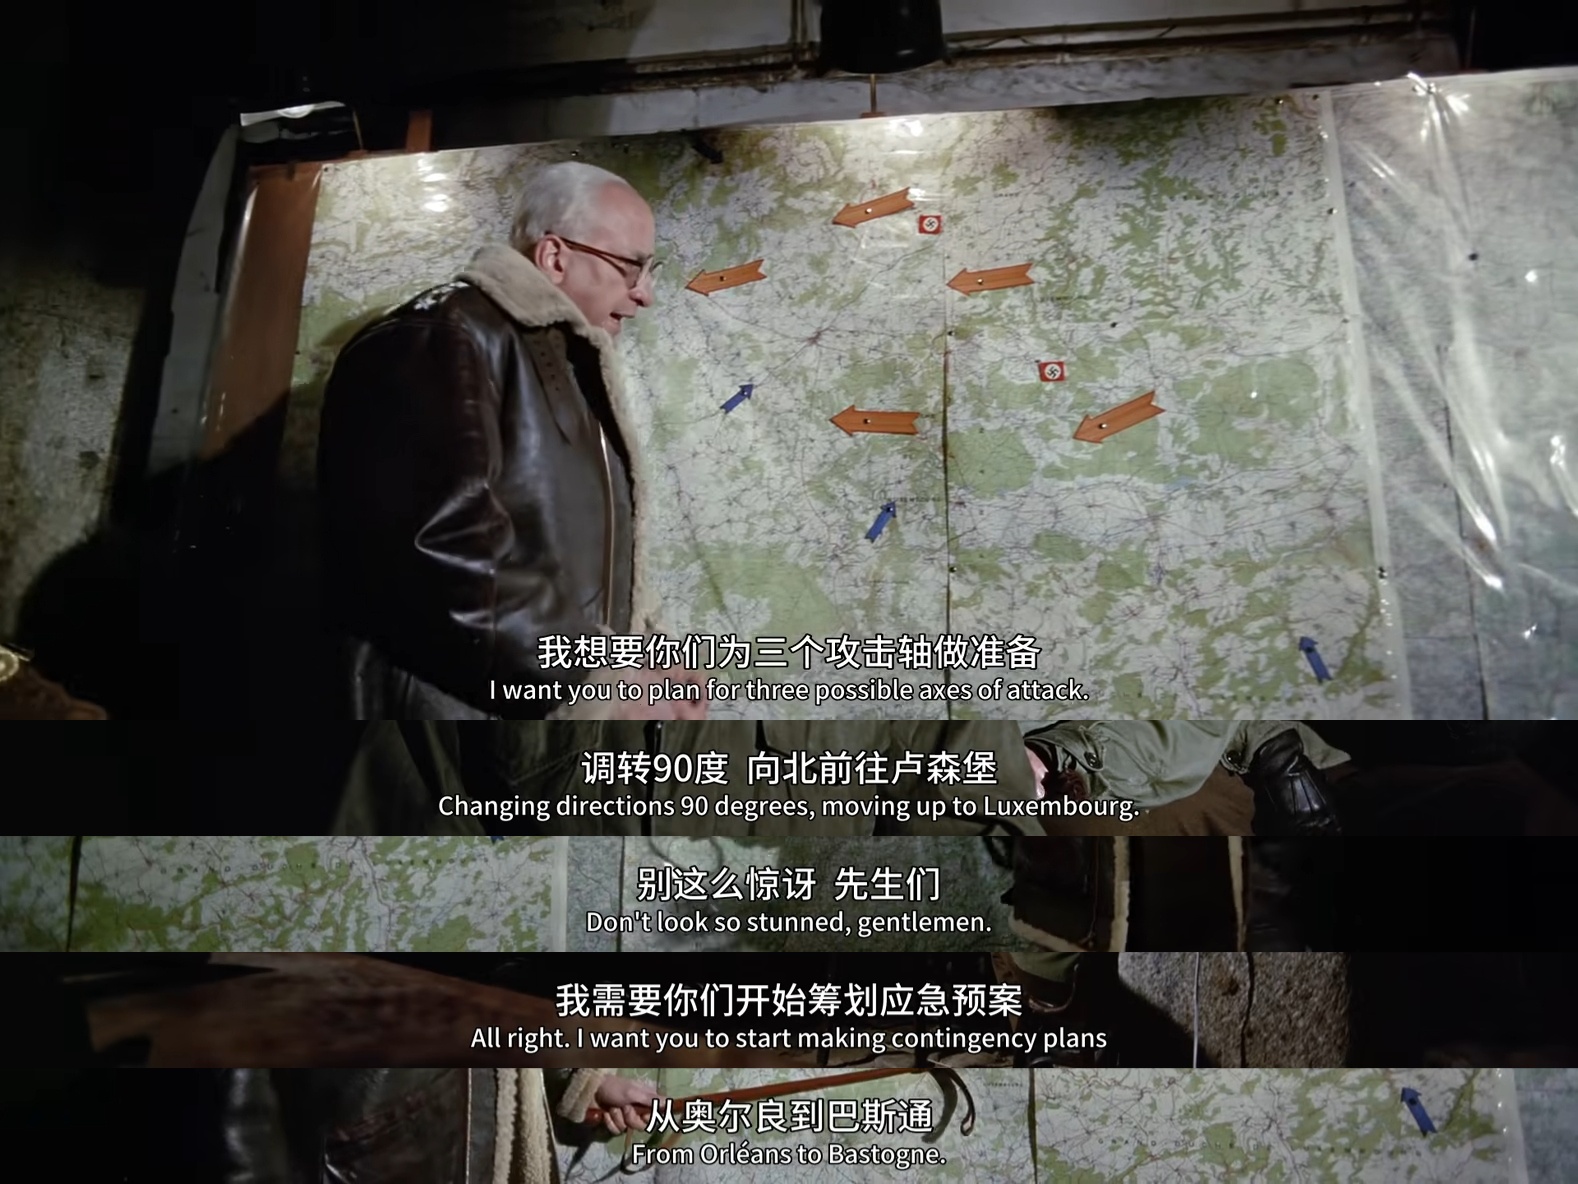 我想要你们为三个攻击轴做准备
I want you to plan for three possible axes of attack.
调转90度 向北前往卢森堡
Changing directions 90 degrees, moving up to Luxembourg.
别这么惊讶 先生们
Don't look so stunned, gentlemen.
我需要你们开始筹划应急预案
All right. I want you to start making contingency plans
从奥尔良到巴斯通
From Orléans to Bastogne.